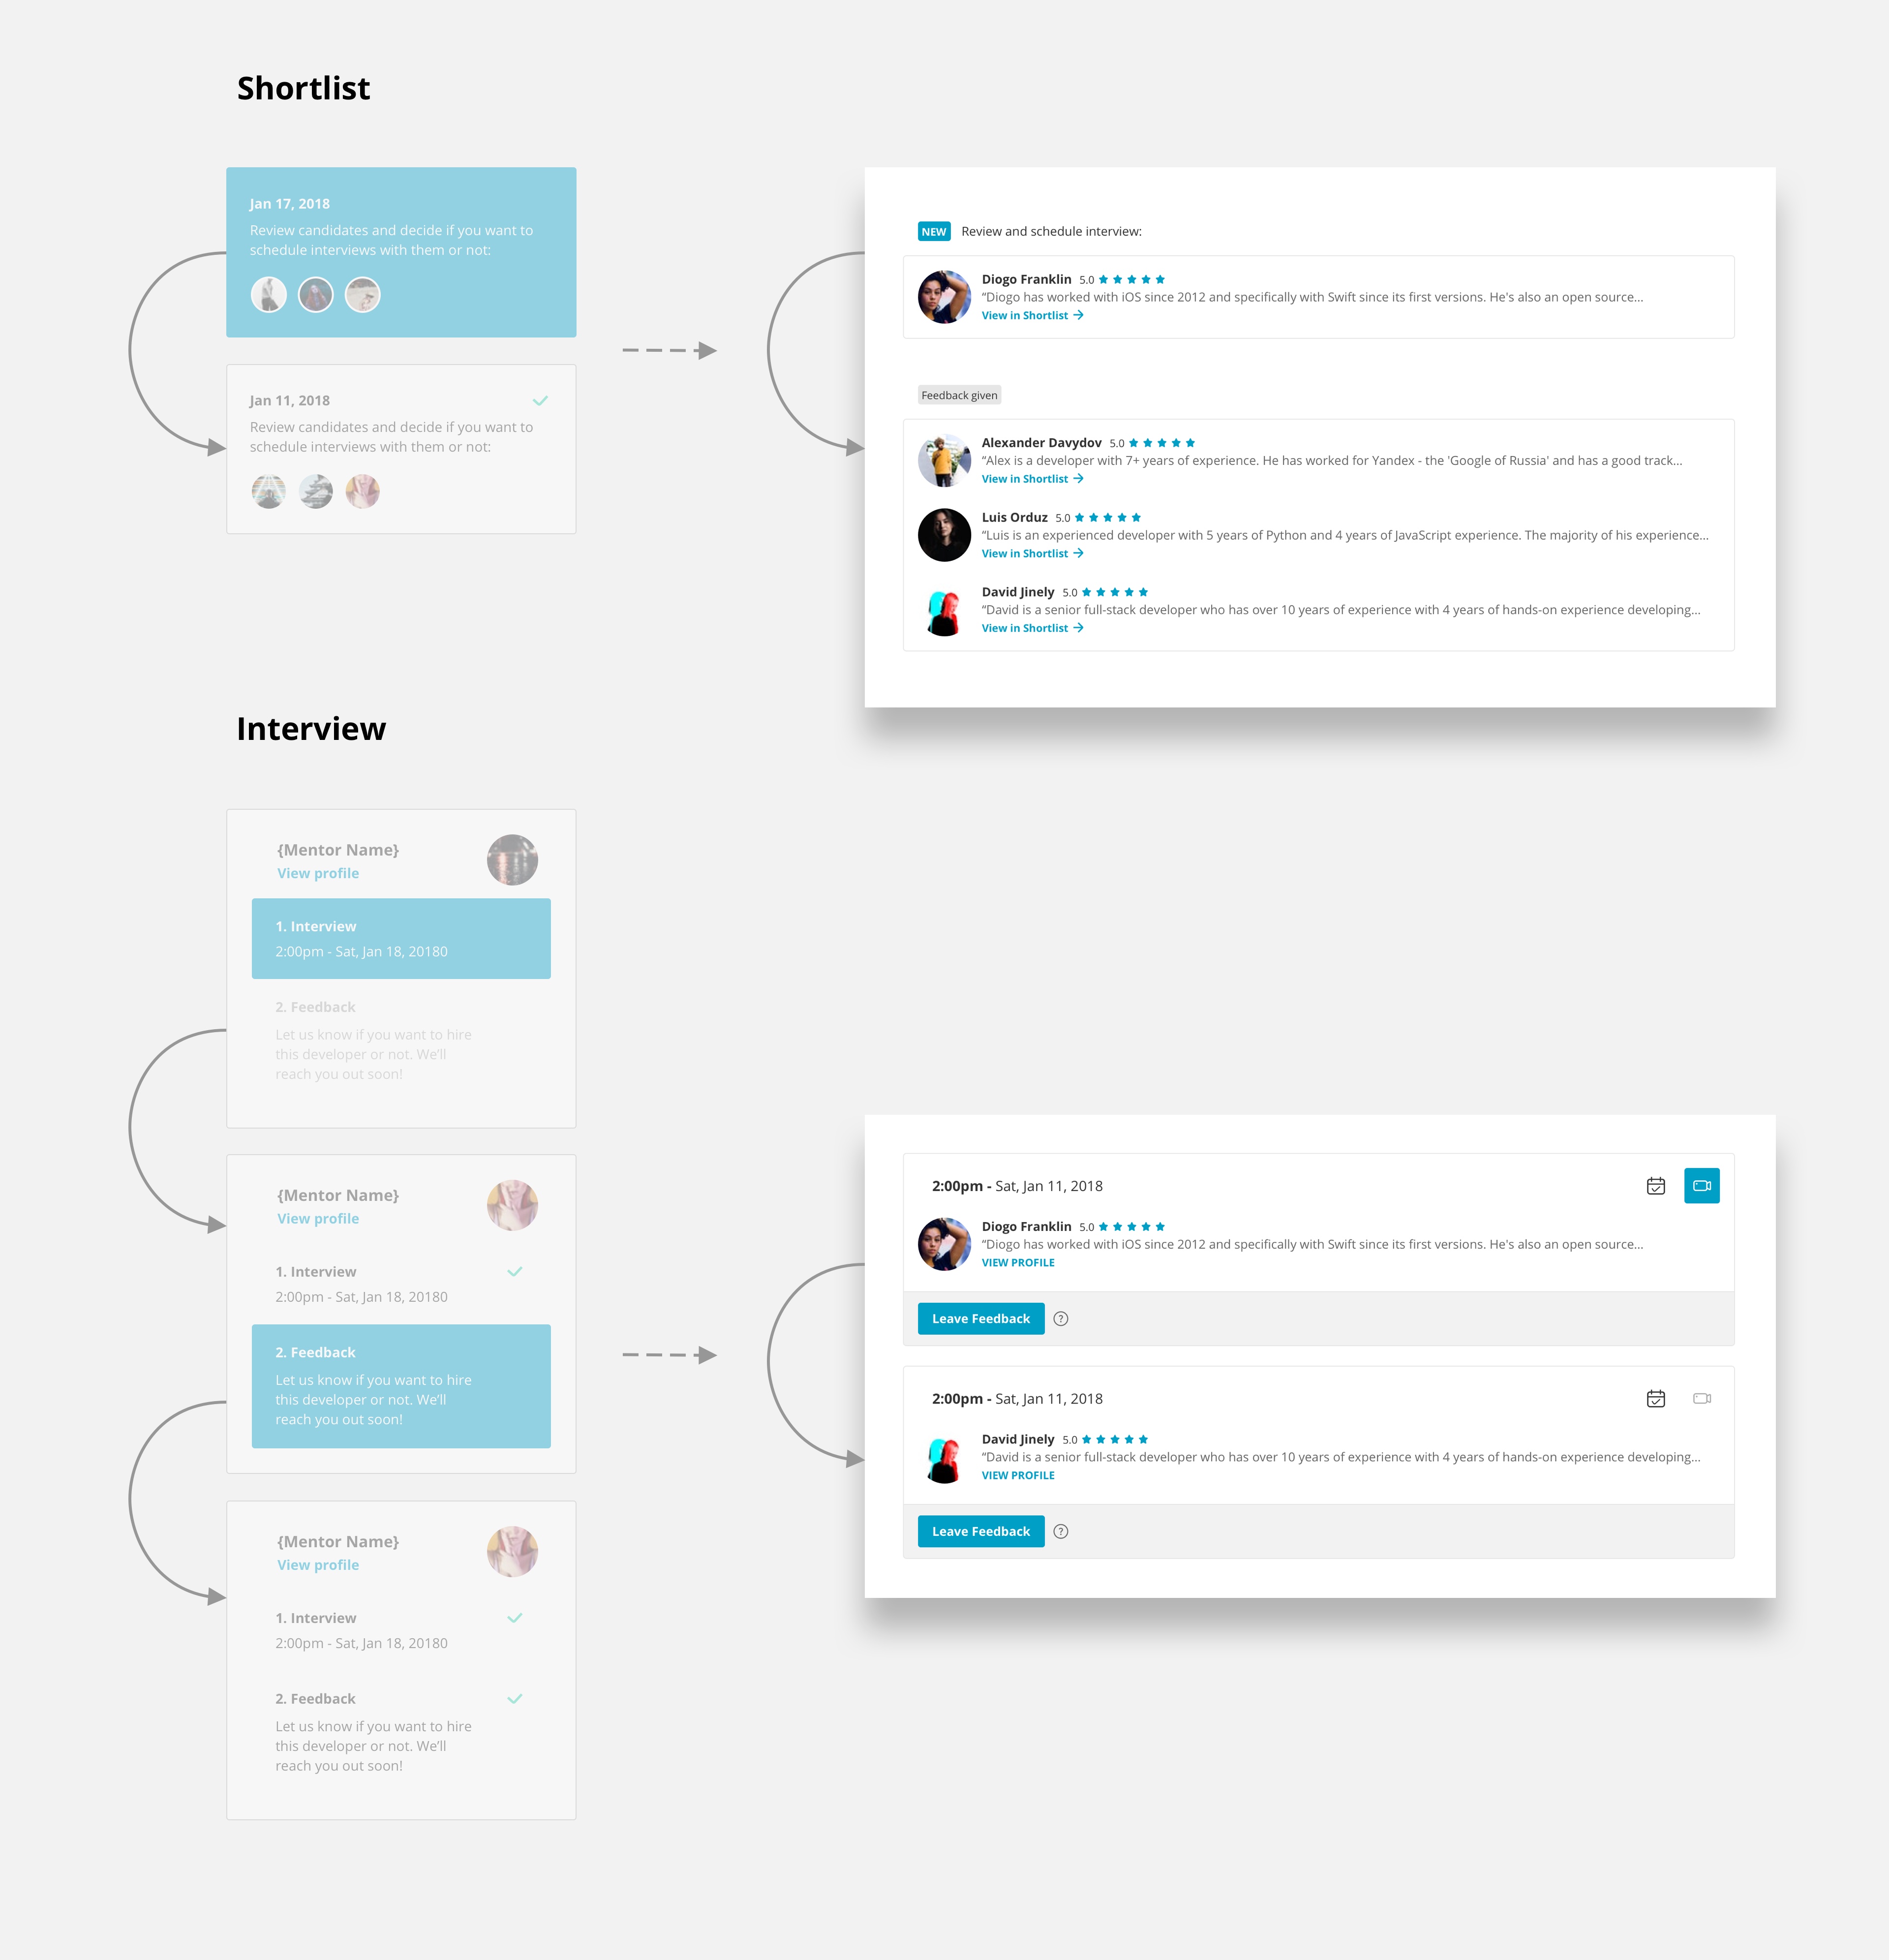 Shortlist
Jan 17, 2018
Review candidates and decide if you want to
schedule interviews with them or not:
Jan 11, 2018
Review candidates and decide if you want to
schedule interviews with them or not:
NEW Review and schedule interview:
Diogo Franklin 5.0
“Diogo has worked with iOS since 2012 and specifically with Swift since its first versions. He's also an open source...
View in Shortlist
Feedback given
Alexander Davydov 5.0
“Alex is a developer with 7+ years of experience. He has worked for Yandex - the 'Google of Russia' and has a good track...
View in Shortlist
Luis Orduz 5.0
“Luis is an experienced developer with 5 years of Python and 4 years of JavaScript experience. The majority of his experience...
View in Shortlist
David Jinely 5.0
“David is a senior full-stack developer who has over 10 years of experience with 4 years of hands-on experience developing...
View in Shortlist
Interview
{Mentor Name}
View profile
1. Interview
2:00pm - Sat, Jan 18, 20180
2. Feedback
Let us know if you want to hire
this developer or not. We’ll
reach you out soon!
{Mentor Name}
View profile
1. Interview
2:00pm - Sat, Jan 18, 20180
2. Feedback
Let us know if you want to hire
this developer or not. We’ll
reach you out soon!
{Mentor Name}
View profile
1. Interview
2:00pm - Sat, Jan 18, 20180
2. Feedback
Let us know if you want to hire
this developer or not. We’ll
reach you out soon!
2:00pm - Sat, Jan 11, 2018
Diogo Franklin 5.0
“Diogo has worked with iOS since 2012 and specifically with Swift since its first versions. He's also an open source...
VIEW PROFILE
Leave Feedback ?
2:00pm - Sat, Jan 11, 2018
David Jinely 5.0
“David is a senior full-stack developer who has over 10 years of experience with 4 years of hands-on experience developing...
VIEW PROFILE
Leave Feedback ?